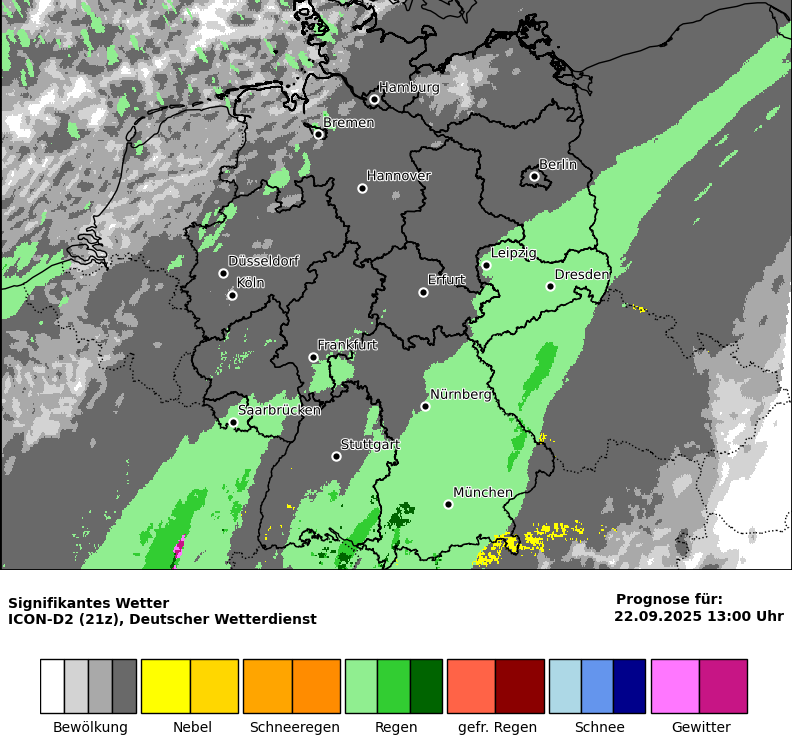 Hamburg
Bremen
Berlin
Hannover
Leipzig
Düsseldorf
Dresden
Köln
Erfurt
Frankfurt
Nürnberg
Saarbrücken
Stuttgart
München
Signifikantes Wetter
ICON-D2 (21z), Deutscher Wetterdienst
Prognose für:
22.09.2025 13:00 Uhr
Bewölkung Nebel Schneeregen Regen gefr. Regen Schnee Gewitter